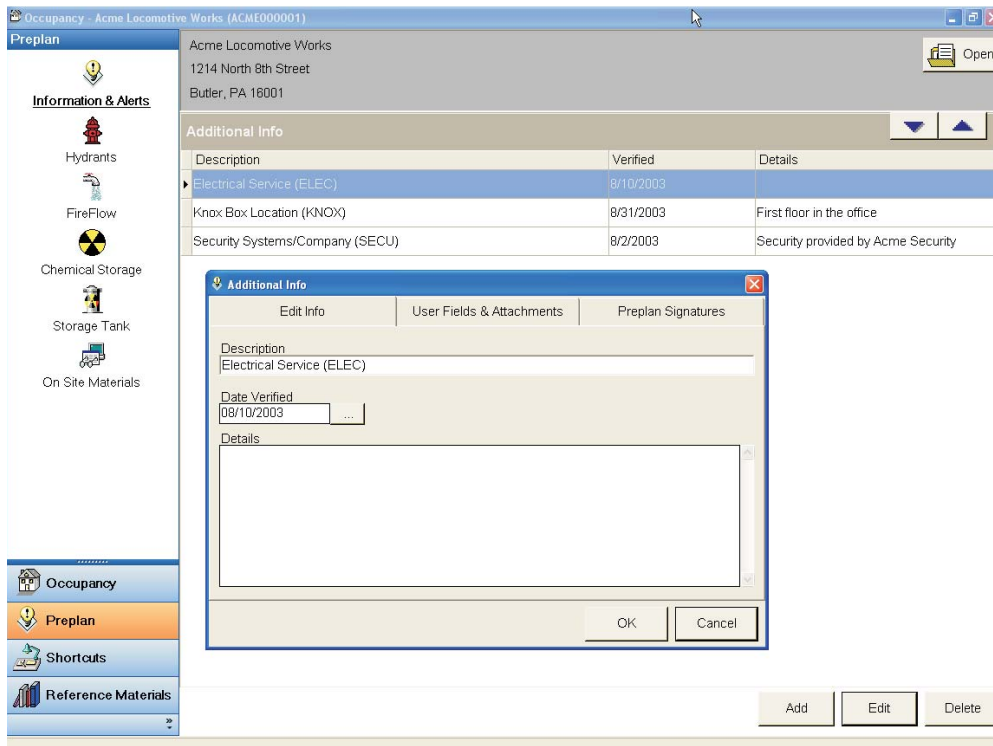 Occupancy - Acme Locomotive Works (ACME000001)
Preplan
Information & Alerts
Hydrants
FireFlow
Chemical Storage
Storage Tank
On Site Materials
Occupancy
Preplan
Shortcuts
Reference Materials
Acme Locomotive Works
1214 North 8th Street
Butler, PA 16001
Open
Additional Info
Description Verified Details
Electrical Service (ELEC) 8/10/2003
Knox Box Location (KNOX) 8/31/2003 First floor in the office
Security Systems/Company (SECU) 8/2/2003 Security provided by Acme Security
Additional Info
Edit Info User Fields & Attachments Preplan Signatures
Description
Electrical Service (ELEC)
Date Verified
08/10/2003 ...
Details
OK Cancel
Add Edit Delete